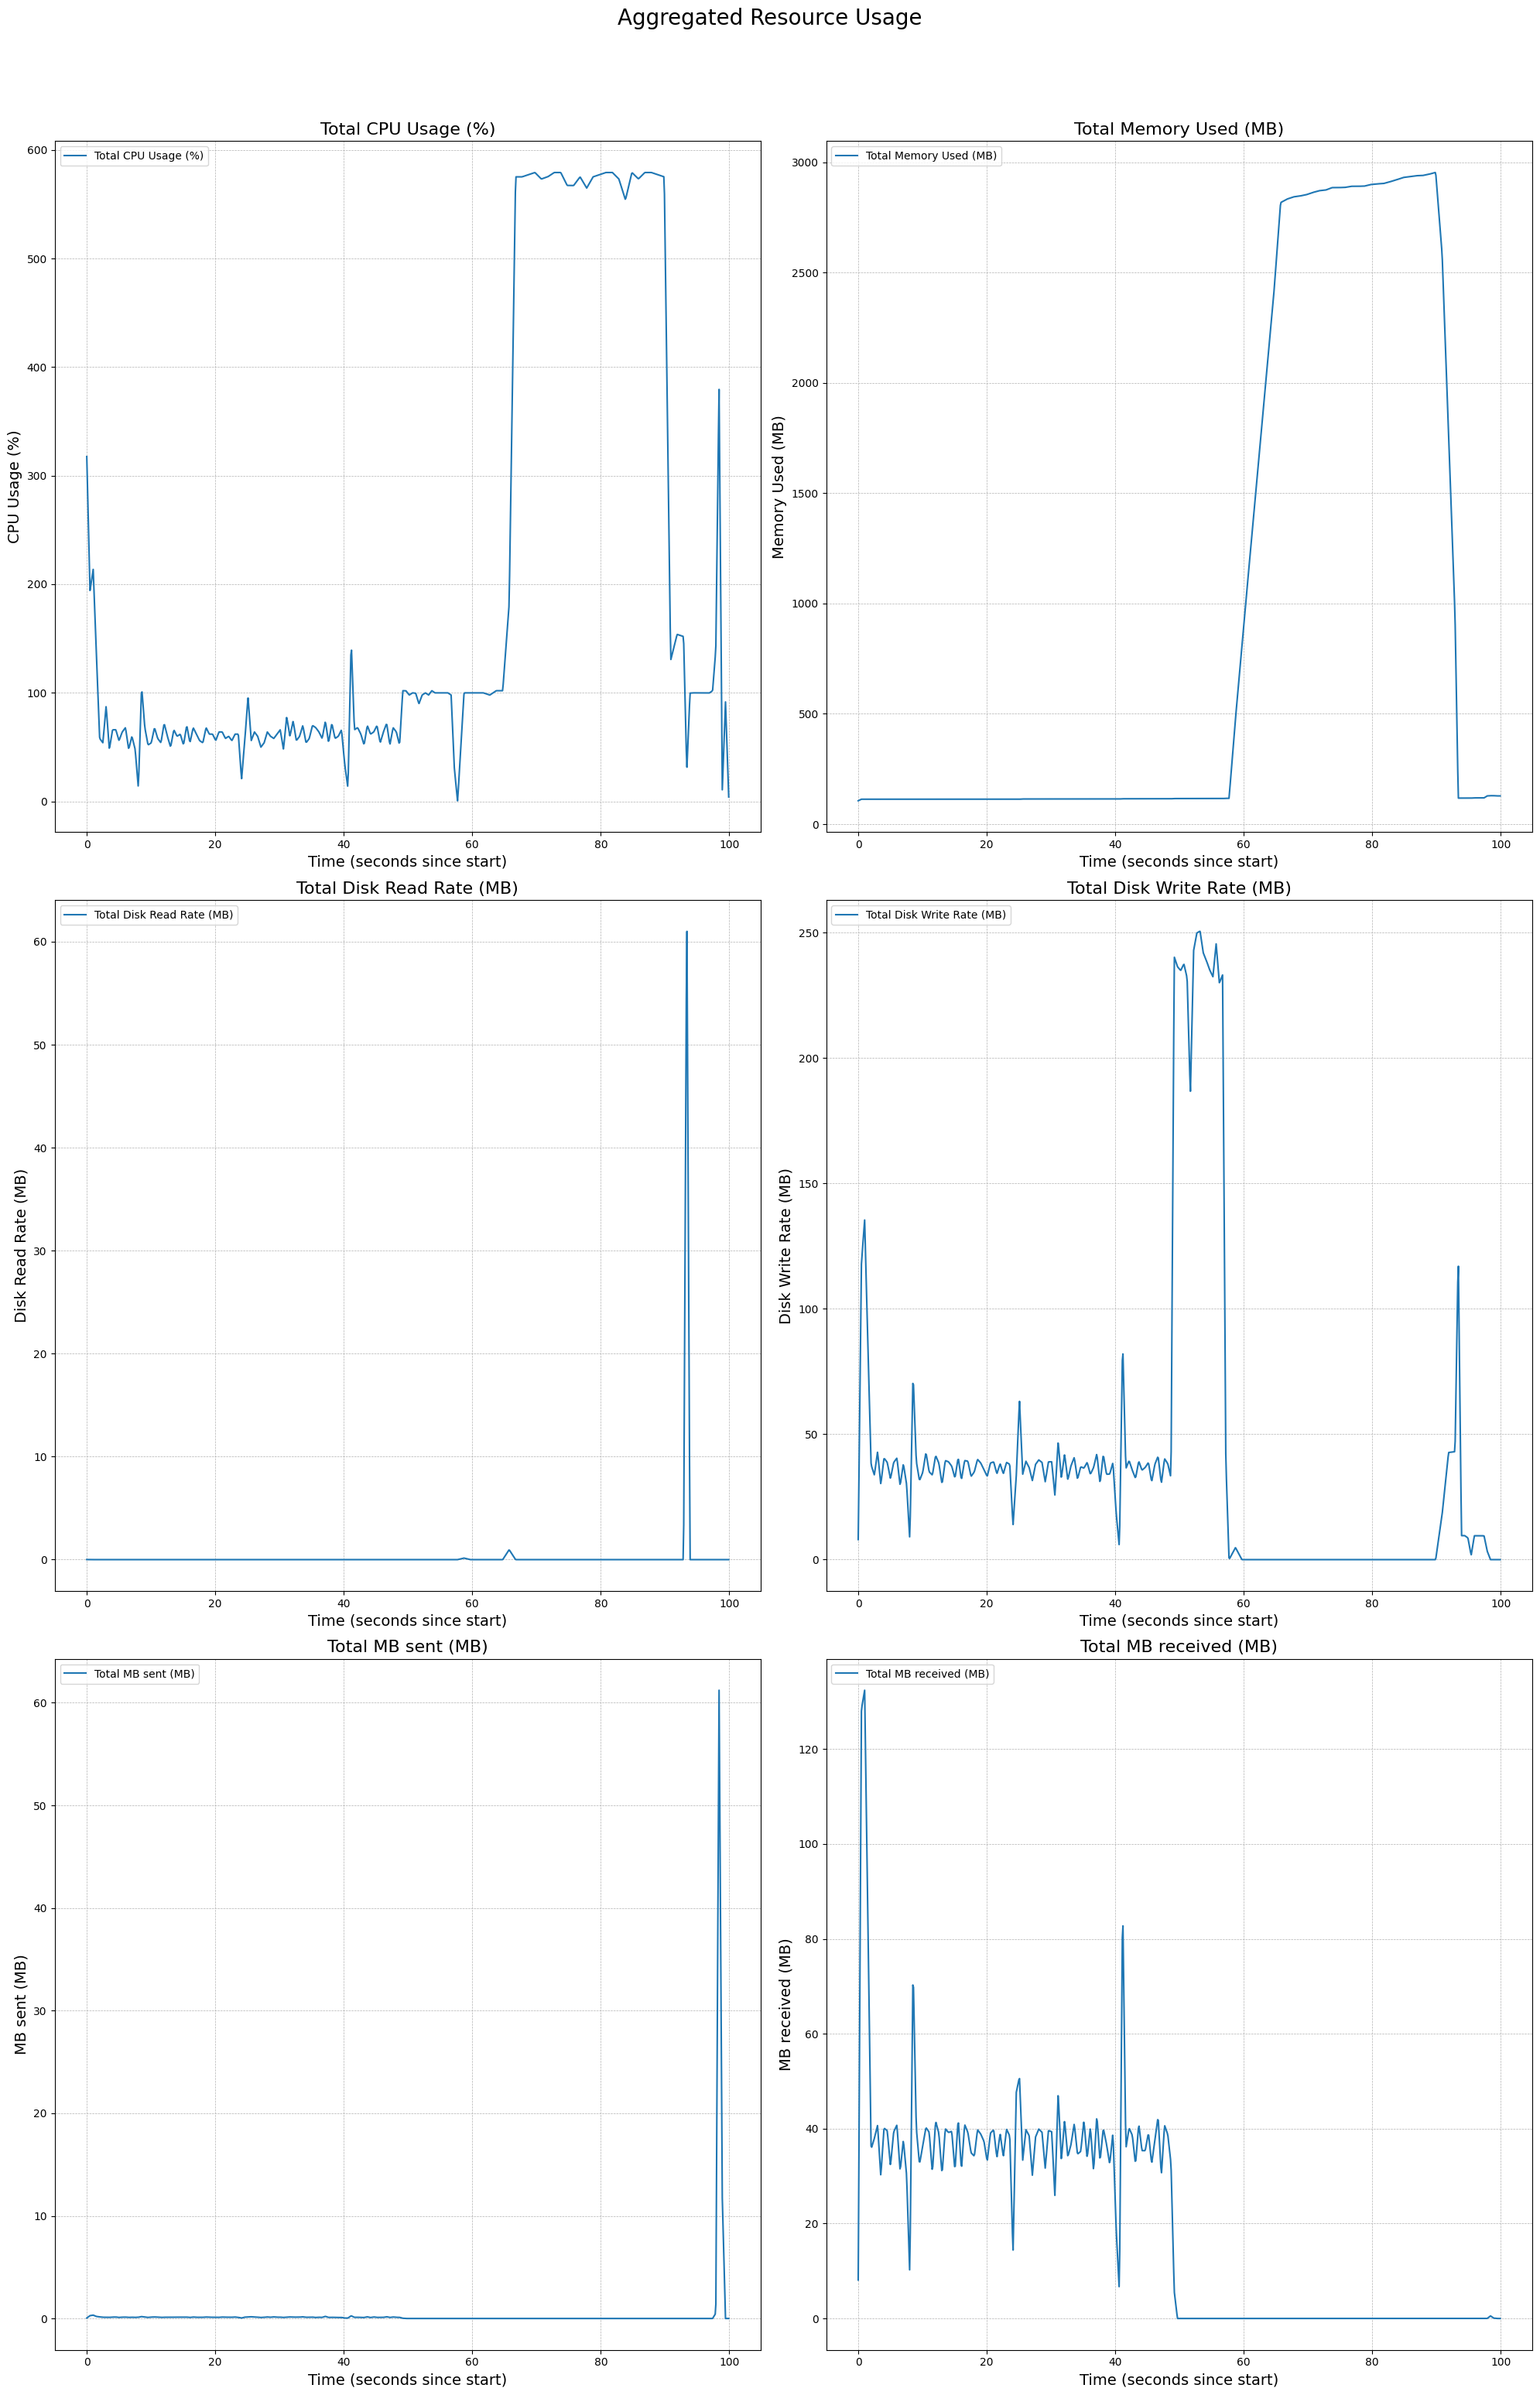 Aggregated Resource Usage
Total CPU Usage (%)
Total CPU Usage (%)
CPU Usage (%)
600
500
400
300
200
100
0
0 20 40 60 80 100
Time (seconds since start)
Total Memory Used (MB)
Total Memory Used (MB)
Memory Used (MB)
3000
2500
2000
1500
1000
500
0
0 20 40 60 80 100
Time (seconds since start)
Total Disk Read Rate (MB)
Total Disk Read Rate (MB)
Disk Read Rate (MB)
60
50
40
30
20
10
0
0 20 40 60 80 100
Time (seconds since start)
Total Disk Write Rate (MB)
Total Disk Write Rate (MB)
Disk Write Rate (MB)
250
200
150
100
50
0
0 20 40 60 80 100
Time (seconds since start)
Total MB sent (MB)
Total MB sent (MB)
MB sent (MB)
60
50
40
30
20
10
0
0 20 40 60 80 100
Time (seconds since start)
Total MB received (MB)
Total MB received (MB)
MB received (MB)
120
100
80
60
40
20
0
0 20 40 60 80 100
Time (seconds since start)